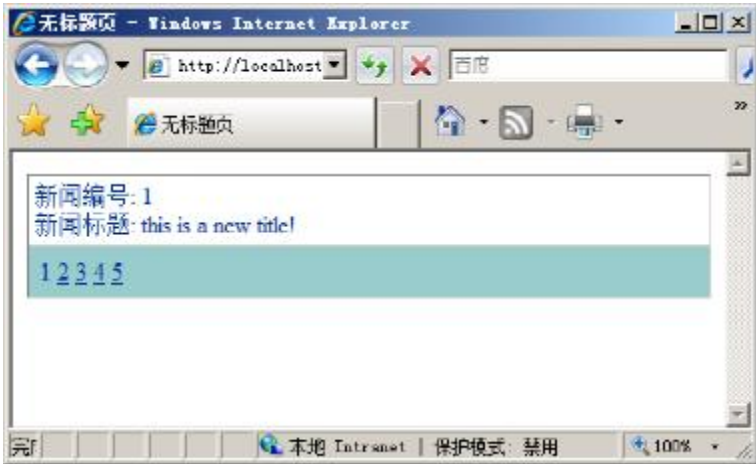 无标题页 - Windows Internet Explorer
http://localhost
百度
无标题页
»
新闻编号: 1
新闻标题: this is a new title!
1 2 3 4 5
本地 Intranet | 保护模式: 禁用
100%